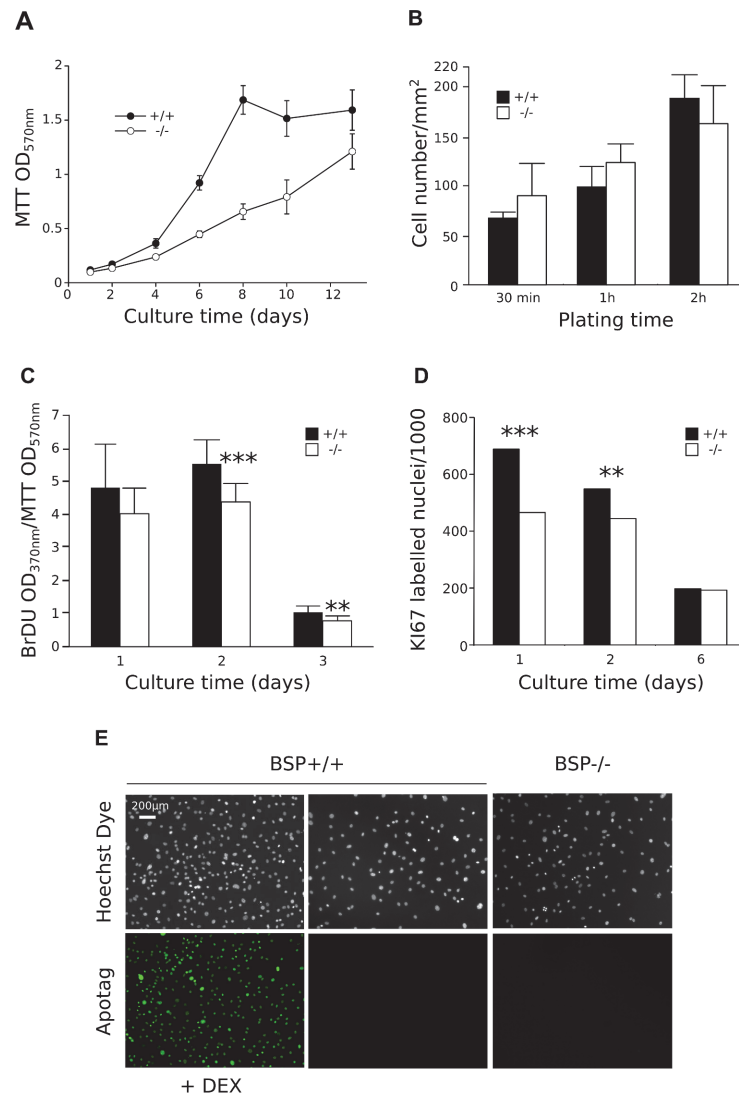 A
MTT OD570nm
2
1.5
1
0.5
0
+/+
-/-
0 2 4 6 8 10 12
Culture time (days)
B
Cell number/mm2
220
200
150
100
50
0
+/+
-/-
30 min 1h 2h
Plating time
C
BrDU OD370nm/MTT OD570nm
7
6
5
4
3
2
1
0
+/+
-/-
***
**
1 2 3
Culture time (days)
D
KI67 labelled nuclei/1000
800
600
400
200
0
+/+
-/-
***
**
1 2 6
Culture time (days)
E
BSP+/+ BSP-/-
Hoechst Dye
200µm
Apotag
+ DEX